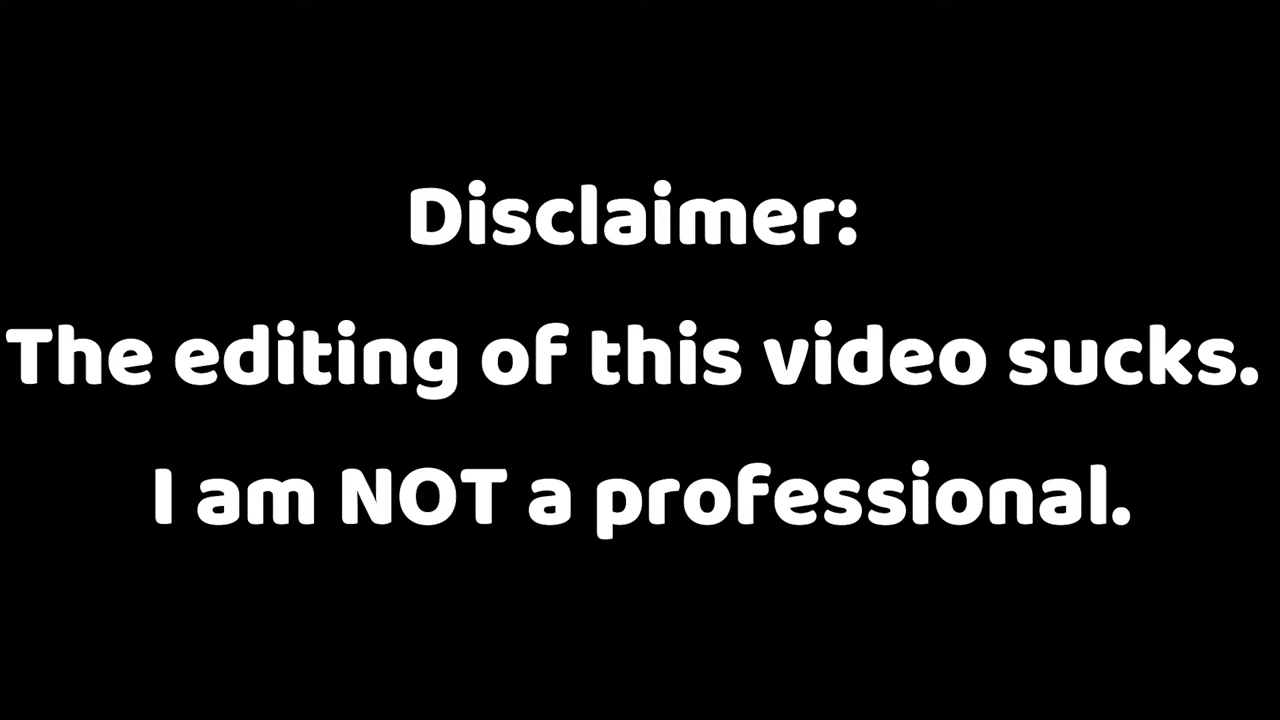 Disclaimer:
The editing of this video sucks.
I am NOT a professional.